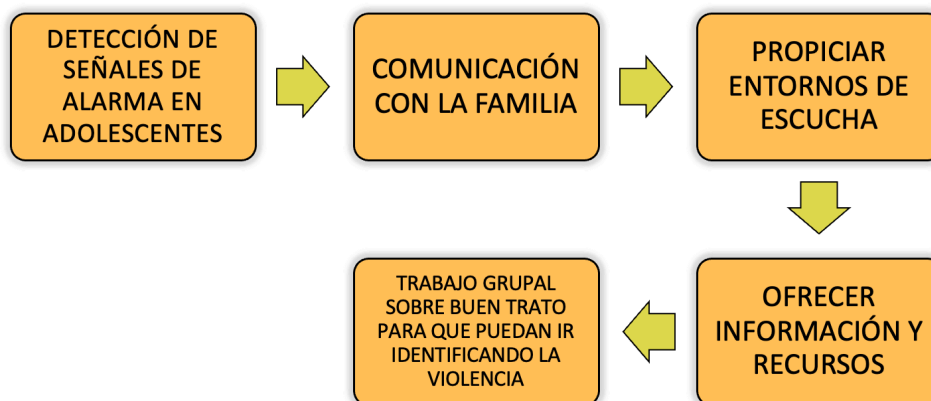 DETECCIÓN DE
SEÑALES DE
ALARMA EN
ADOLESCENTES
COMUNICACIÓN
CON LA FAMILIA
PROPICIAR
ENTORNOS DE
ESCUCHA
OFRECER
INFORMACIÓN Y
RECURSOS
TRABAJO GRUPAL
SOBRE BUEN TRATO
PARA QUE PUEDAN IR
IDENTIFICANDO LA
VIOLENCIA